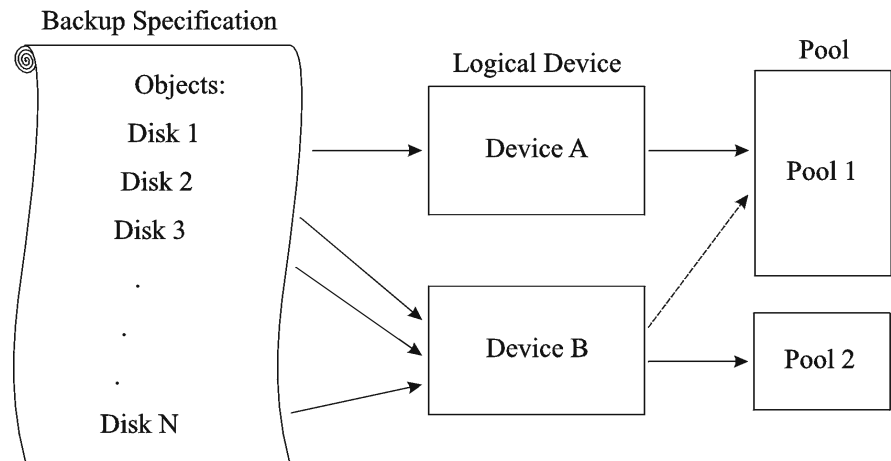 Backup Specification
Objects:
Disk 1
Disk 2
Disk 3
.
.
.
Disk N
Logical Device
Device A
Device B
Pool
Pool 1
Pool 2